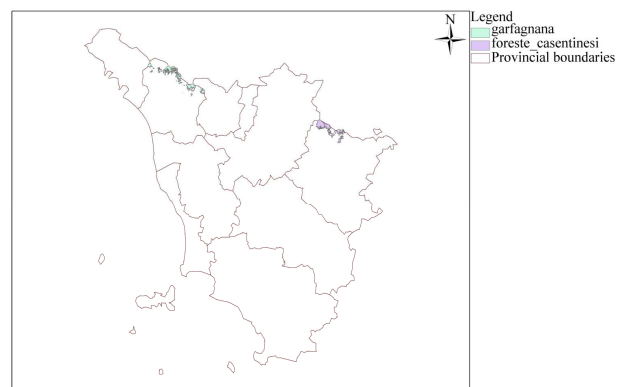 N
Legend
garfagnana
foreste_casentinesi
Provincial boundaries